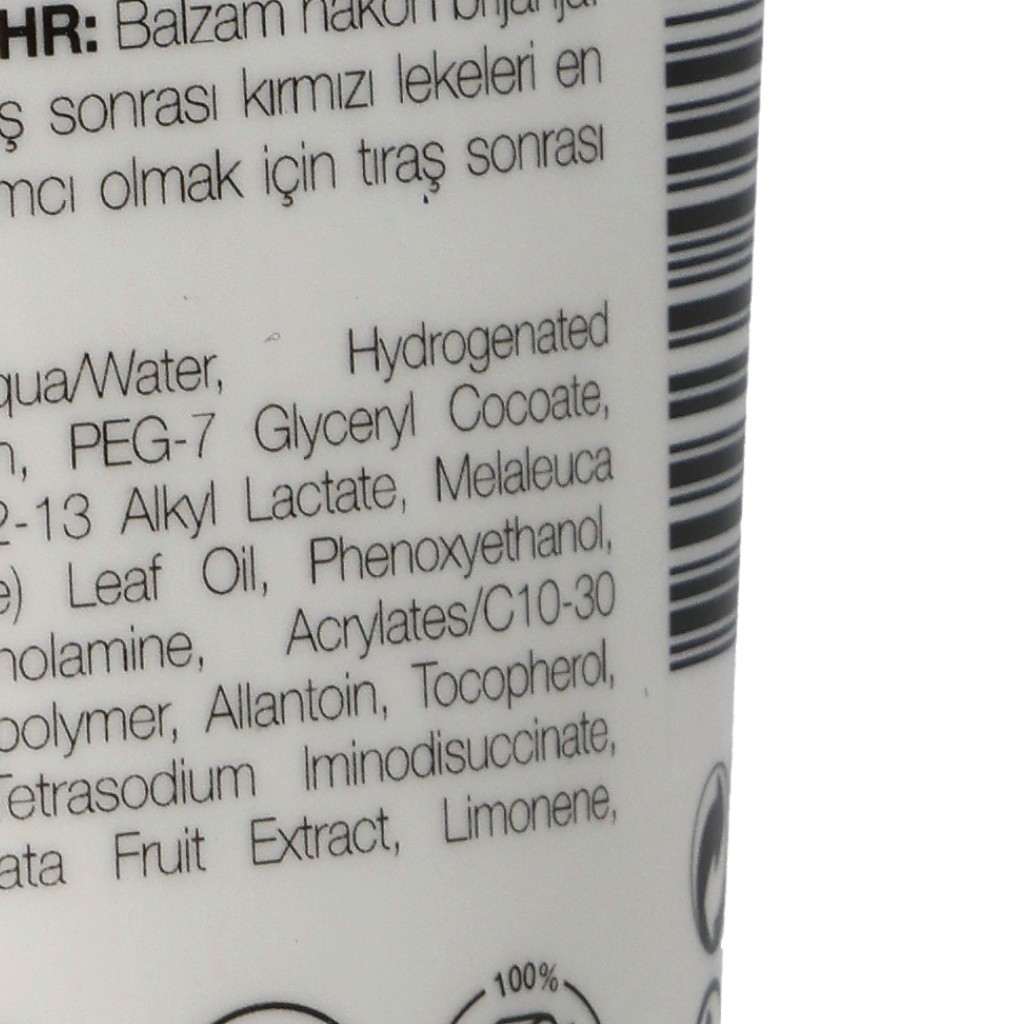 HR: Balzam nakon brijanja
ş sonrası kırmızı lekeleri en
mcı olmak için tıraş sonrası
qua/Water, Hydrogenated
n, PEG-7 Glyceryl Cocoate,
2-13 Alkyl Lactate, Melaleuca
e) Leaf Oil, Phenoxyethanol,
nolamine, Acrylates/C10-30
polymer, Allantoin, Tocopherol,
Tetrasodium Iminodisuccinate,
ata Fruit Extract, Limonene,
100%